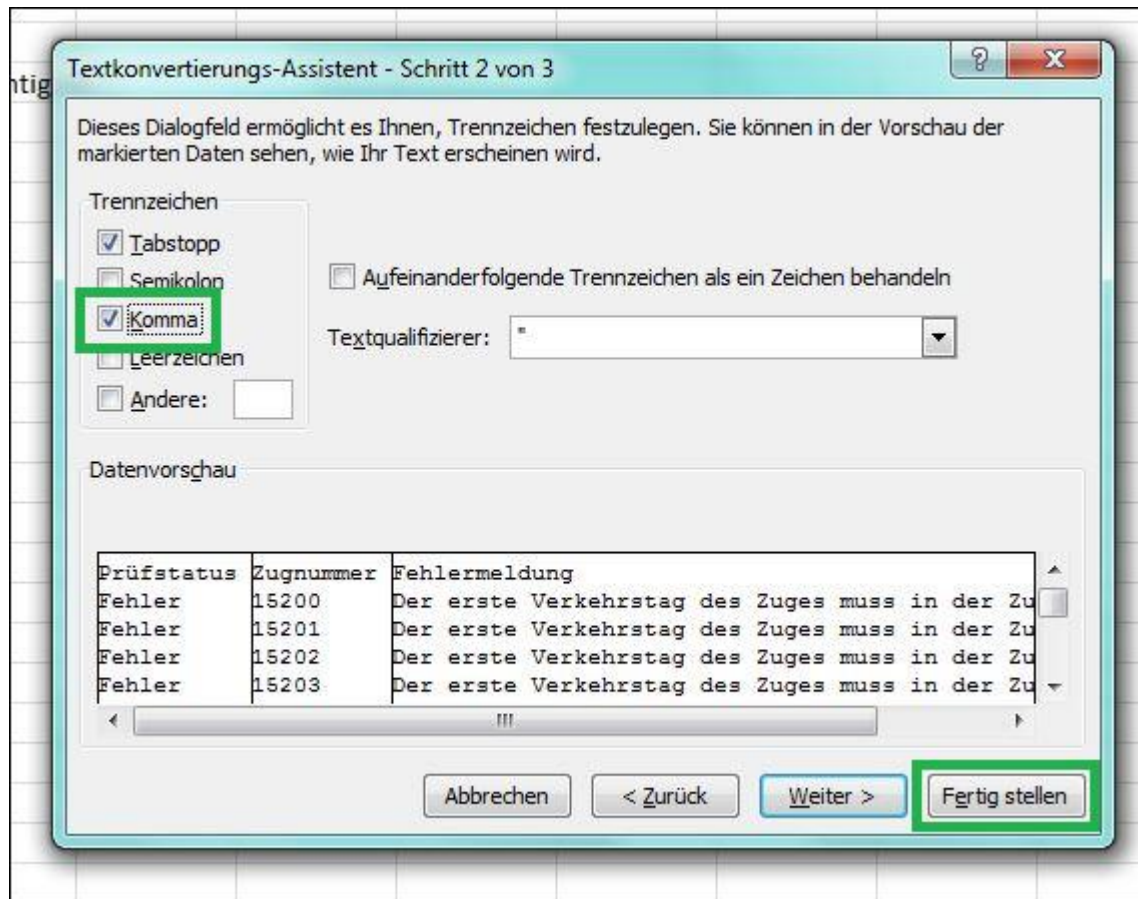 ntig
Textkonvertierungs-Assistent - Schritt 2 von 3
Dieses Dialogfeld ermöglicht es Ihnen, Trennzeichen festzulegen. Sie können in der Vorschau der
markierten Daten sehen, wie Ihr Text erscheinen wird.
Trennzeichen
Tabstopp
Semikolon
Komma
Leerzeichen
Andere:
Aufeinanderfolgende Trennzeichen als ein Zeichen behandeln
Textqualifizierer: "
Datenvorschau
Prüfstatus Zugnummer Fehlermeldung
Fehler 15200 Der erste Verkehrstag des Zuges muss in der Zu
Fehler 15201 Der erste Verkehrstag des Zuges muss in der Zu
Fehler 15202 Der erste Verkehrstag des Zuges muss in der Zu
Fehler 15203 Der erste Verkehrstag des Zuges muss in der Zu
Abbrechen < Zurück Weiter > Fertig stellen